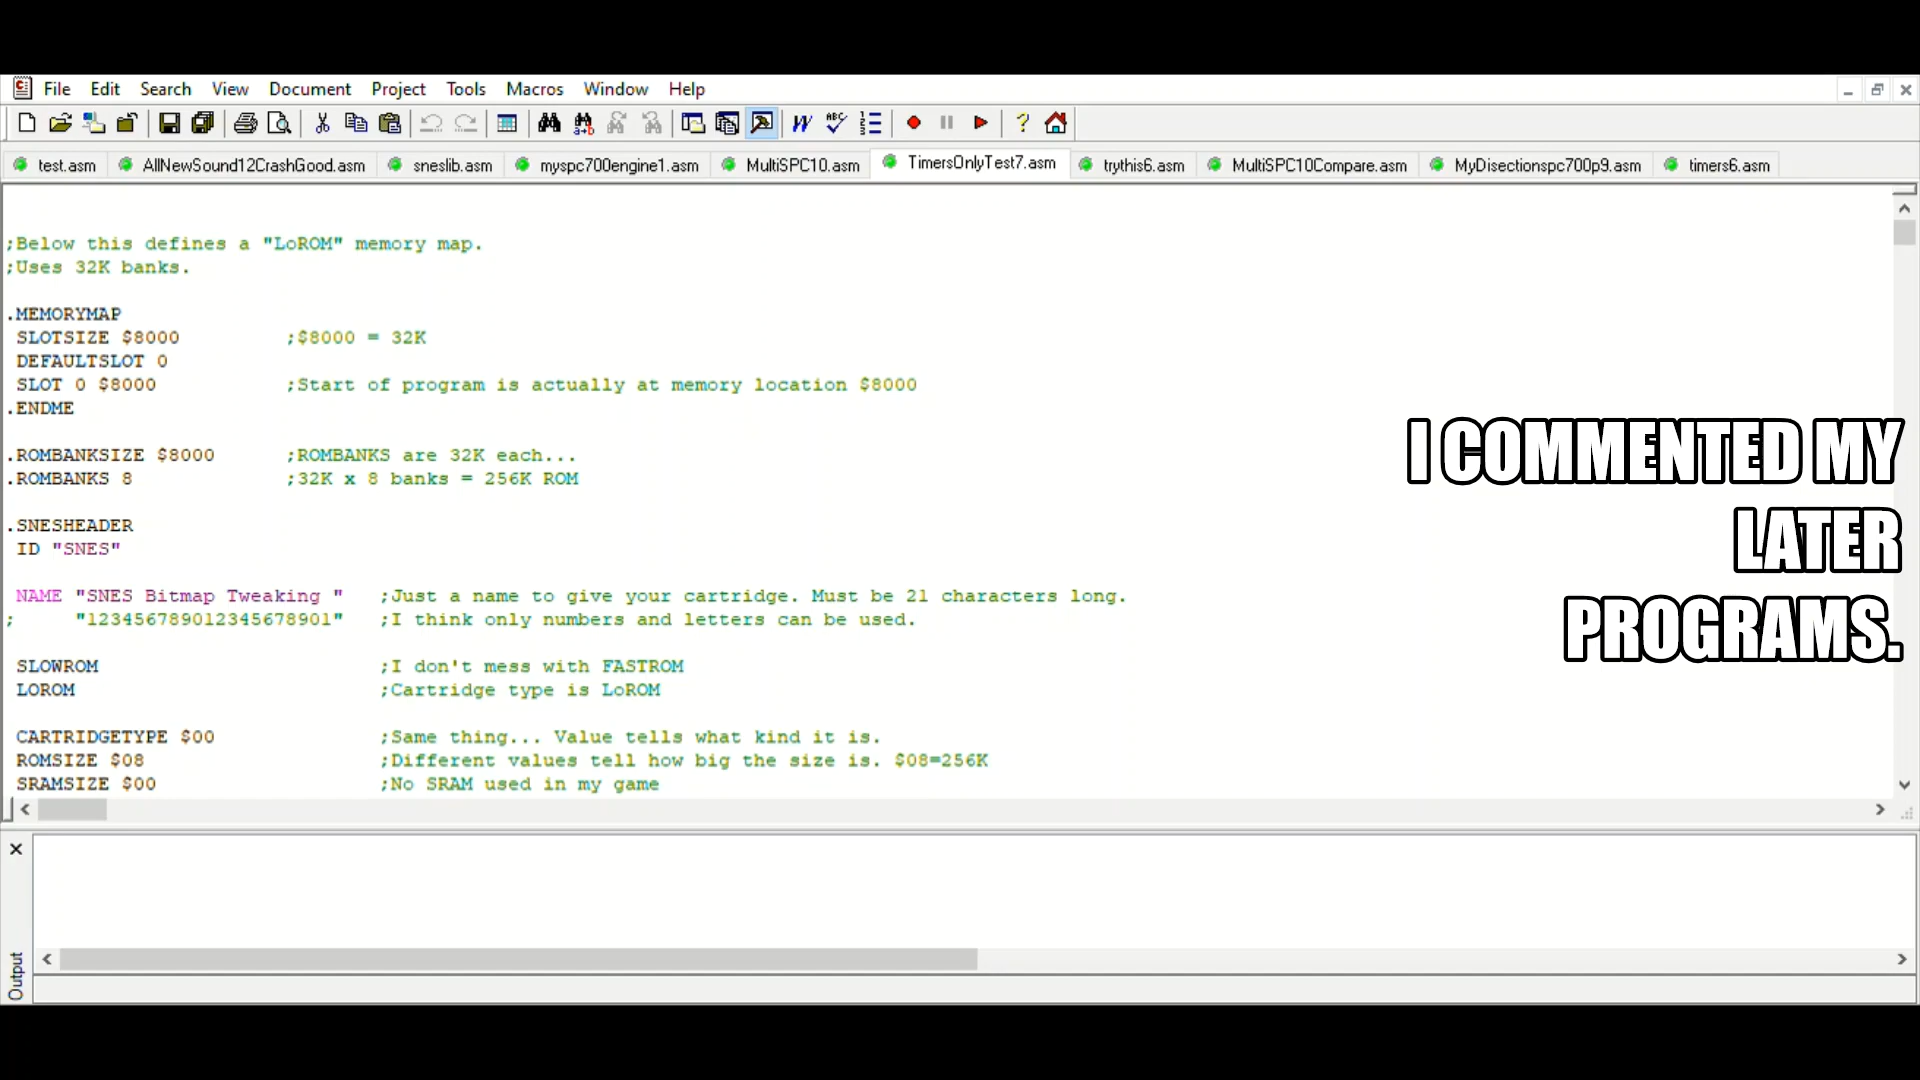 File Edit Search View Document Project Tools Macros Window Help
test.asm AllNewSound12CrashGood.asm sneslib.asm myspc700engine1.asm MultiSPC10.asm TimersOnlyTest7.asm trythis6.asm MultiSPC10Compare.asm MyDisectionspc700p9.asm timers6.asm
;Below this defines a "LoROM" memory map.
;Uses 32K banks.
.MEMORYMAP
SLOTSIZE $8000 ;$8000 = 32K
DEFAULTSLOT 0
SLOT 0 $8000 ;Start of program is actually at memory location $8000
.ENDME
.ROMBANKSIZE $8000 ;ROMBANKS are 32K each...
.ROMBANKS 8 ;32K x 8 banks = 256K ROM
.SNESHEADER
ID "SNES"
NAME "SNES Bitmap Tweaking " ;Just a name to give your cartridge. Must be 21 characters long.
; "123456789012345678901" ;I think only numbers and letters can be used.
SLOWROM ;I don't mess with FASTROM
LOROM ;Cartridge type is LoROM
CARTRIDGETYPE $00 ;Same thing... Value tells what kind it is.
ROMSIZE $08 ;Different values tell how big the size is. $08=256K
SRAMSIZE $00 ;No SRAM used in my game
I COMMENTED MY
LATER
PROGRAMS.
Output